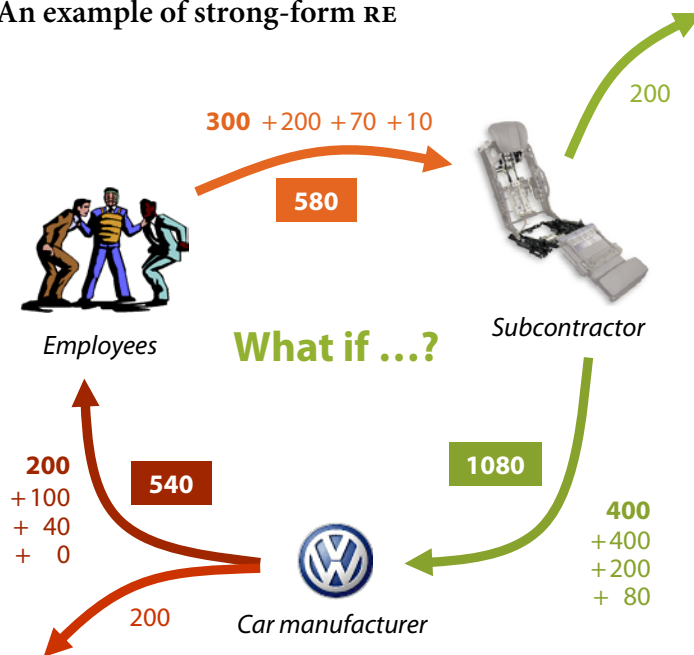 An example of strong-form RE
200
300 +200 +70 +10
580
Employees
What if …?
Subcontractor
1080
200
+100
+ 40
+ 0
540
400
+400
+200
+ 80
200
Car manufacturer